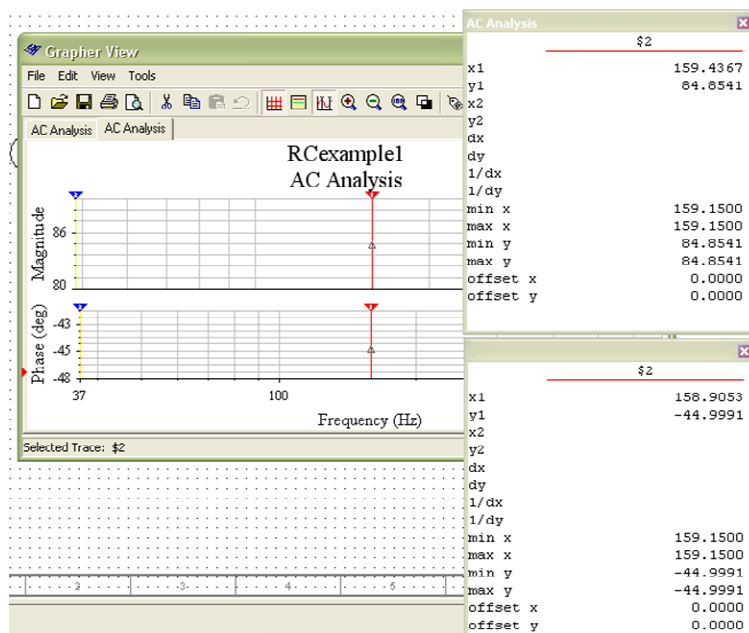 Grapher View
File Edit View Tools
AC Analysis AC Analysis
RCexample1
AC Analysis
Magnitude
86
80
Phase (deg)
-43
-45
-48
37 100
Frequency (Hz)
Selected Trace: $2
2 3 4 5
AC Analysis
$2
x1 159.4367
y1 84.8541
x2
y2
dx
dy
1/dx
1/dy
min x 159.1500
max x 159.1500
min y 84.8541
max y 84.8541
offset x 0.0000
offset y 0.0000
$2
x1 158.9053
y1 -44.9991
x2
y2
dx
dy
1/dx
1/dy
min x 159.1500
max x 159.1500
min y -44.9991
max y -44.9991
offset x 0.0000
offset y 0.0000